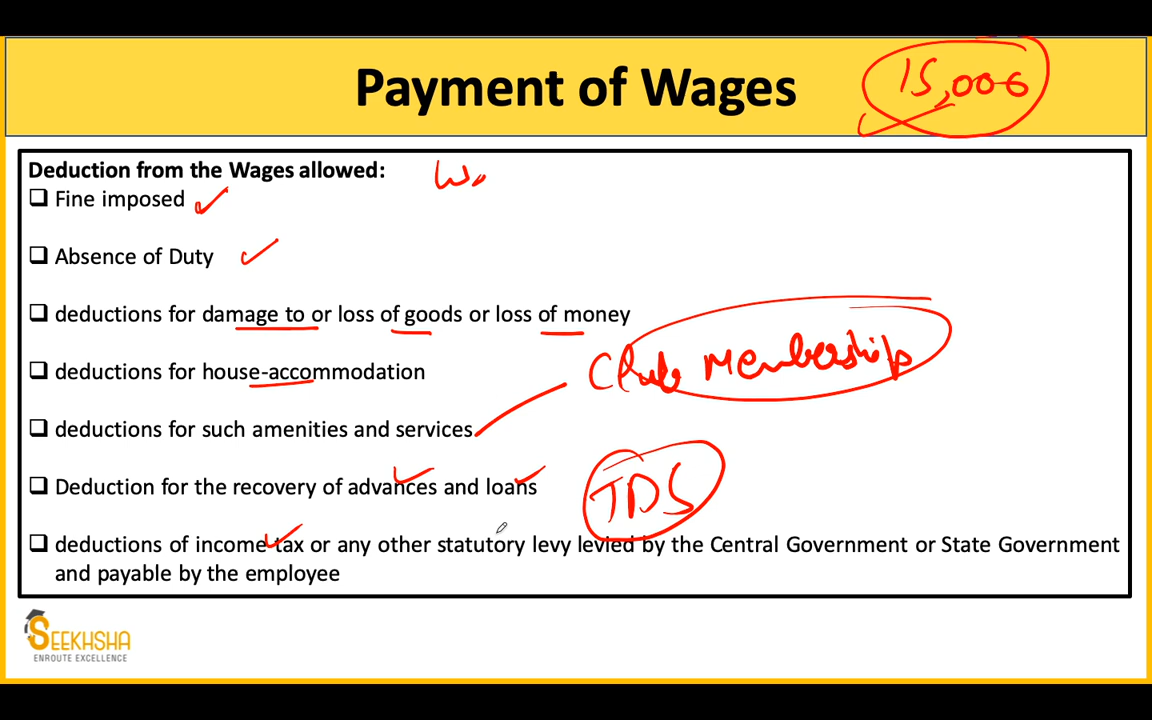 Payment of Wages
15,000
Deduction from the Wages allowed:
❑ Fine imposed
❑ Absence of Duty
❑ deductions for damage to or loss of goods or loss of money
❑ deductions for house-accommodation
Club Membership
❑ deductions for such amenities and services
❑ Deduction for the recovery of advances and loans
TDS
❑ deductions of income tax or any other statutory levy levied by the Central Government or State Government
and payable by the employee
SEEKHSHA
ENROUTE EXCELLENCE